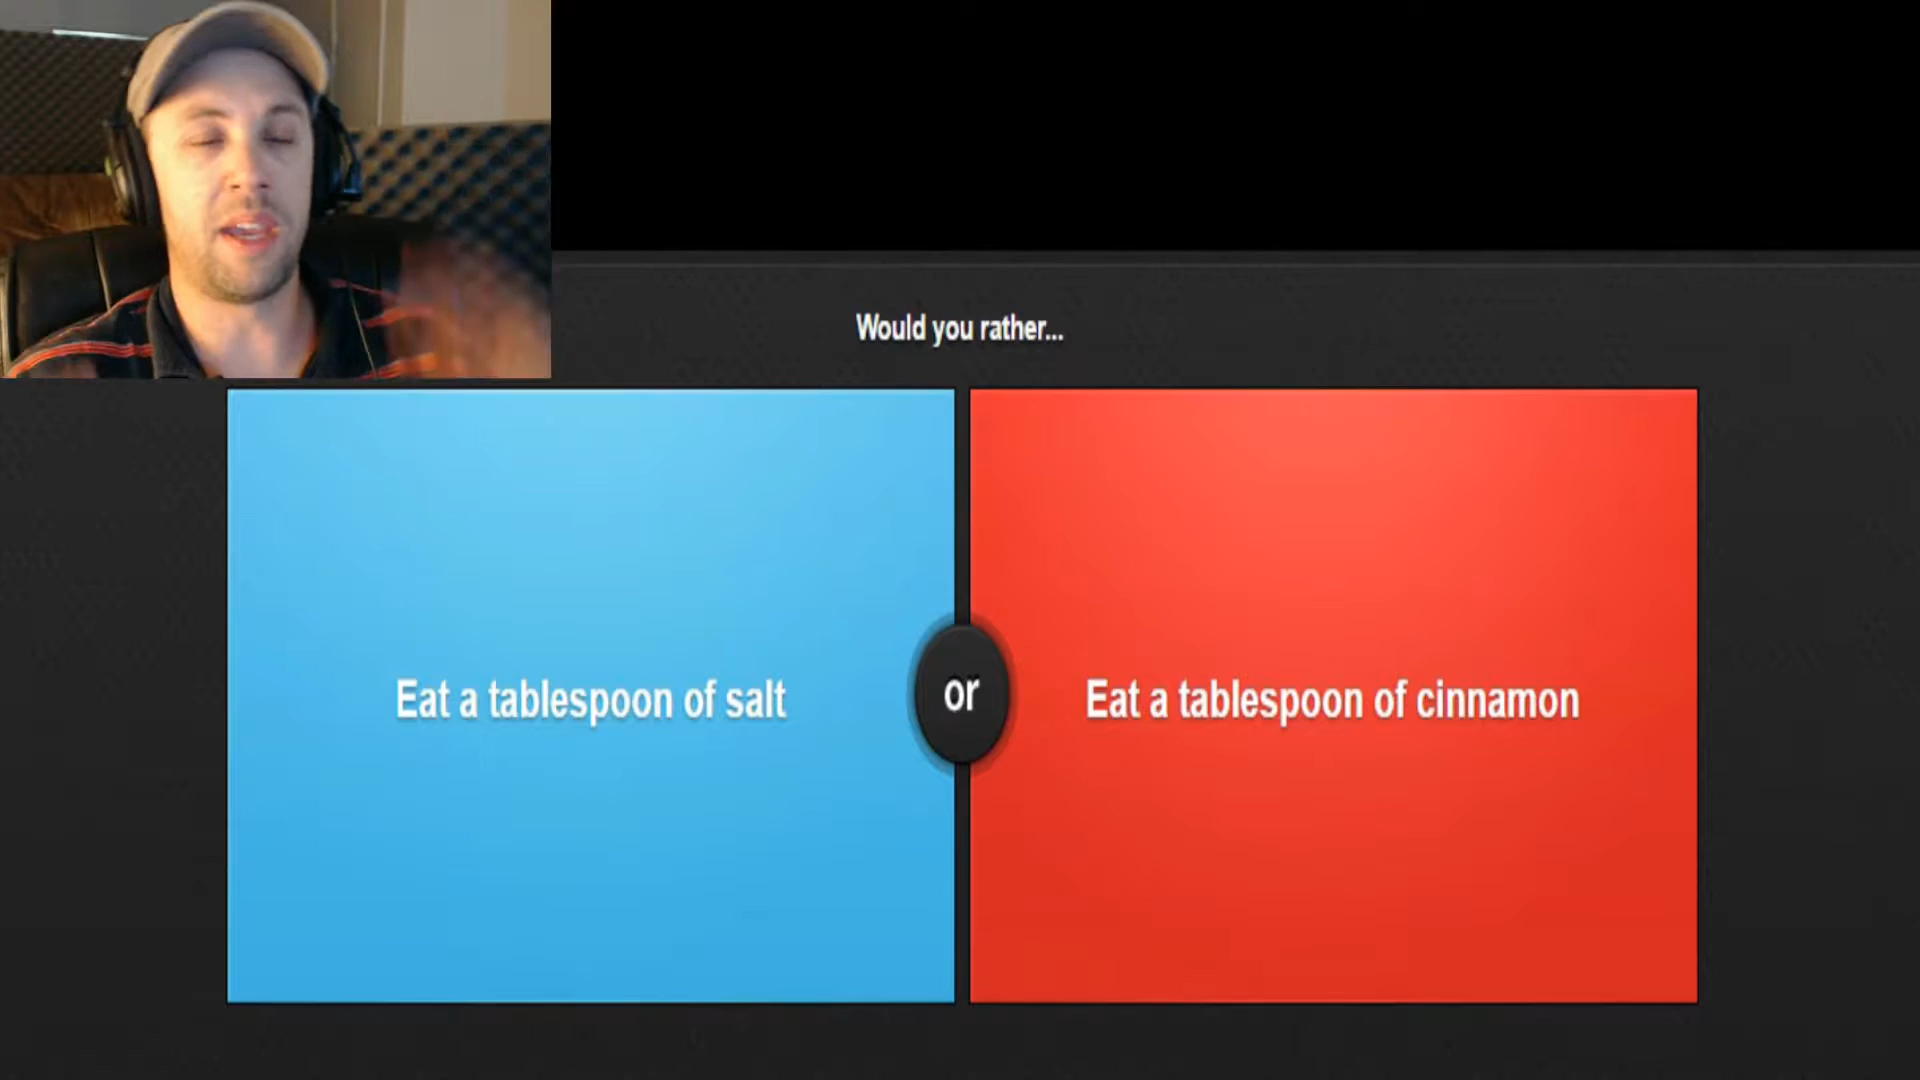 Would you rather...
Eat a tablespoon of salt
or
Eat a tablespoon of cinnamon